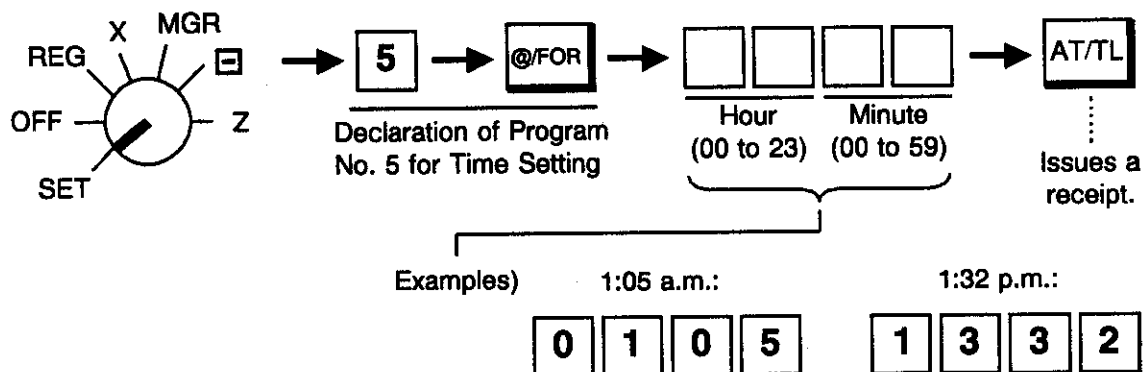 MGR
X
REG
OFF
SET
Z
5 @/FOR AT/TL
Declaration of Program
No. 5 for Time Setting
Hour Minute
(00 to 23) (00 to 59)
Issues a
receipt.
Examples) 1:05 a.m.: 1:32 p.m.:
0 1 0 5 1 3 3 2